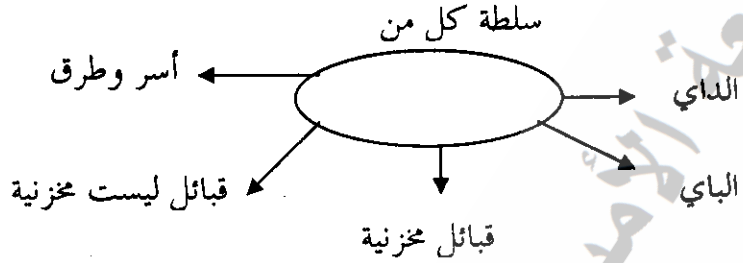 سلطة كل من
أسر وطرق
الداي
الباي
قبائل ليست مخزنية
قبائل مخزنية